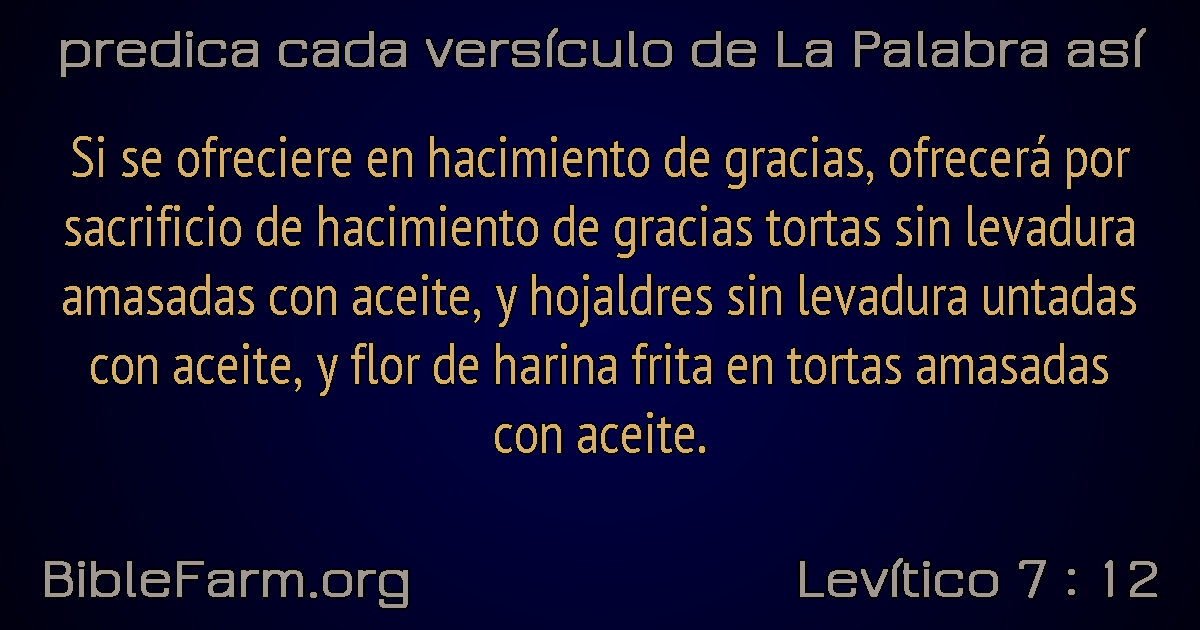 predica cada versículo de La Palabra así
Si se ofreciere en hacimiento de gracias, ofrecerá por
sacrificio de hacimiento de gracias tortas sin levadura
amasadas con aceite, y hojaldres sin levadura untadas
con aceite, y flor de harina frita en tortas amasadas
con aceite.
BibleFarm.org
Levítico 7 : 12